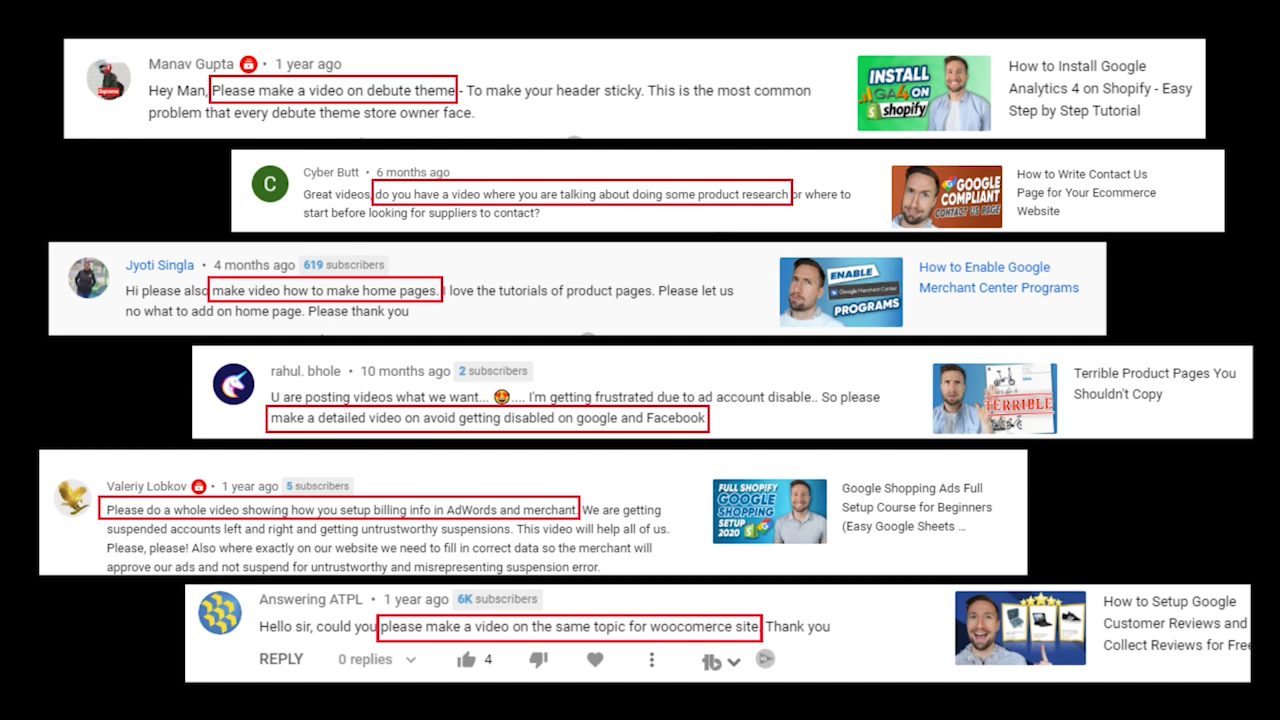 Manav Gupta • 1 year ago
Hey Man, Please make a video on debute theme - To make your header sticky. This is the most common
problem that every debute theme store owner face.
Supreme
INSTALL
GA4 ON
shopify
How to Install Google
Analytics 4 on Shopify - Easy
Step by Step Tutorial
C
Cyber Butt • 6 months ago
Great videos, do you have a video where you are talking about doing some product research or where to
start before looking for suppliers to contact?
GOOGLE
COMPLIANT
CONTACT US PAGE
How to Write Contact Us
Page for Your Ecommerce
Website
Jyoti Singla • 4 months ago 619 subscribers
Hi please also make video how to make home pages. I love the tutorials of product pages. Please let us
no what to add on home page. Please thank you
ENABLE
Google Merchant Center
PROGRAMS
How to Enable Google
Merchant Center Programs
rahul. bhole • 10 months ago 2 subscribers
U are posting videos what we want... 😍.... I'm getting frustrated due to ad account disable.. So please
make a detailed video on avoid getting disabled on google and Facebook
TERRIBLE
Terrible Product Pages You
Shouldn't Copy
Valeriy Lobkov • 1 year ago 5 subscribers
Please do a whole video showing how you setup billing info in AdWords and merchant. We are getting
suspended accounts left and right and getting untrustworthy suspensions. This video will help all of us.
Please, please! Also where exactly on our website we need to fill in correct data so the merchant will
approve our ads and not suspend for untrustworthy and misrepresenting suspension error.
FULL SHOPIFY
GOOGLE
SHOPPING
SETUP
2020
Google Shopping Ads Full
Setup Course for Beginners
(Easy Google Sheets ...
Answering ATPL • 1 year ago 6K subscribers
Hello sir, could you please make a video on the same topic for woocomerce site. Thank you
REPLY 0 replies 4
How to Setup Google
Customer Reviews and
Collect Reviews for Free